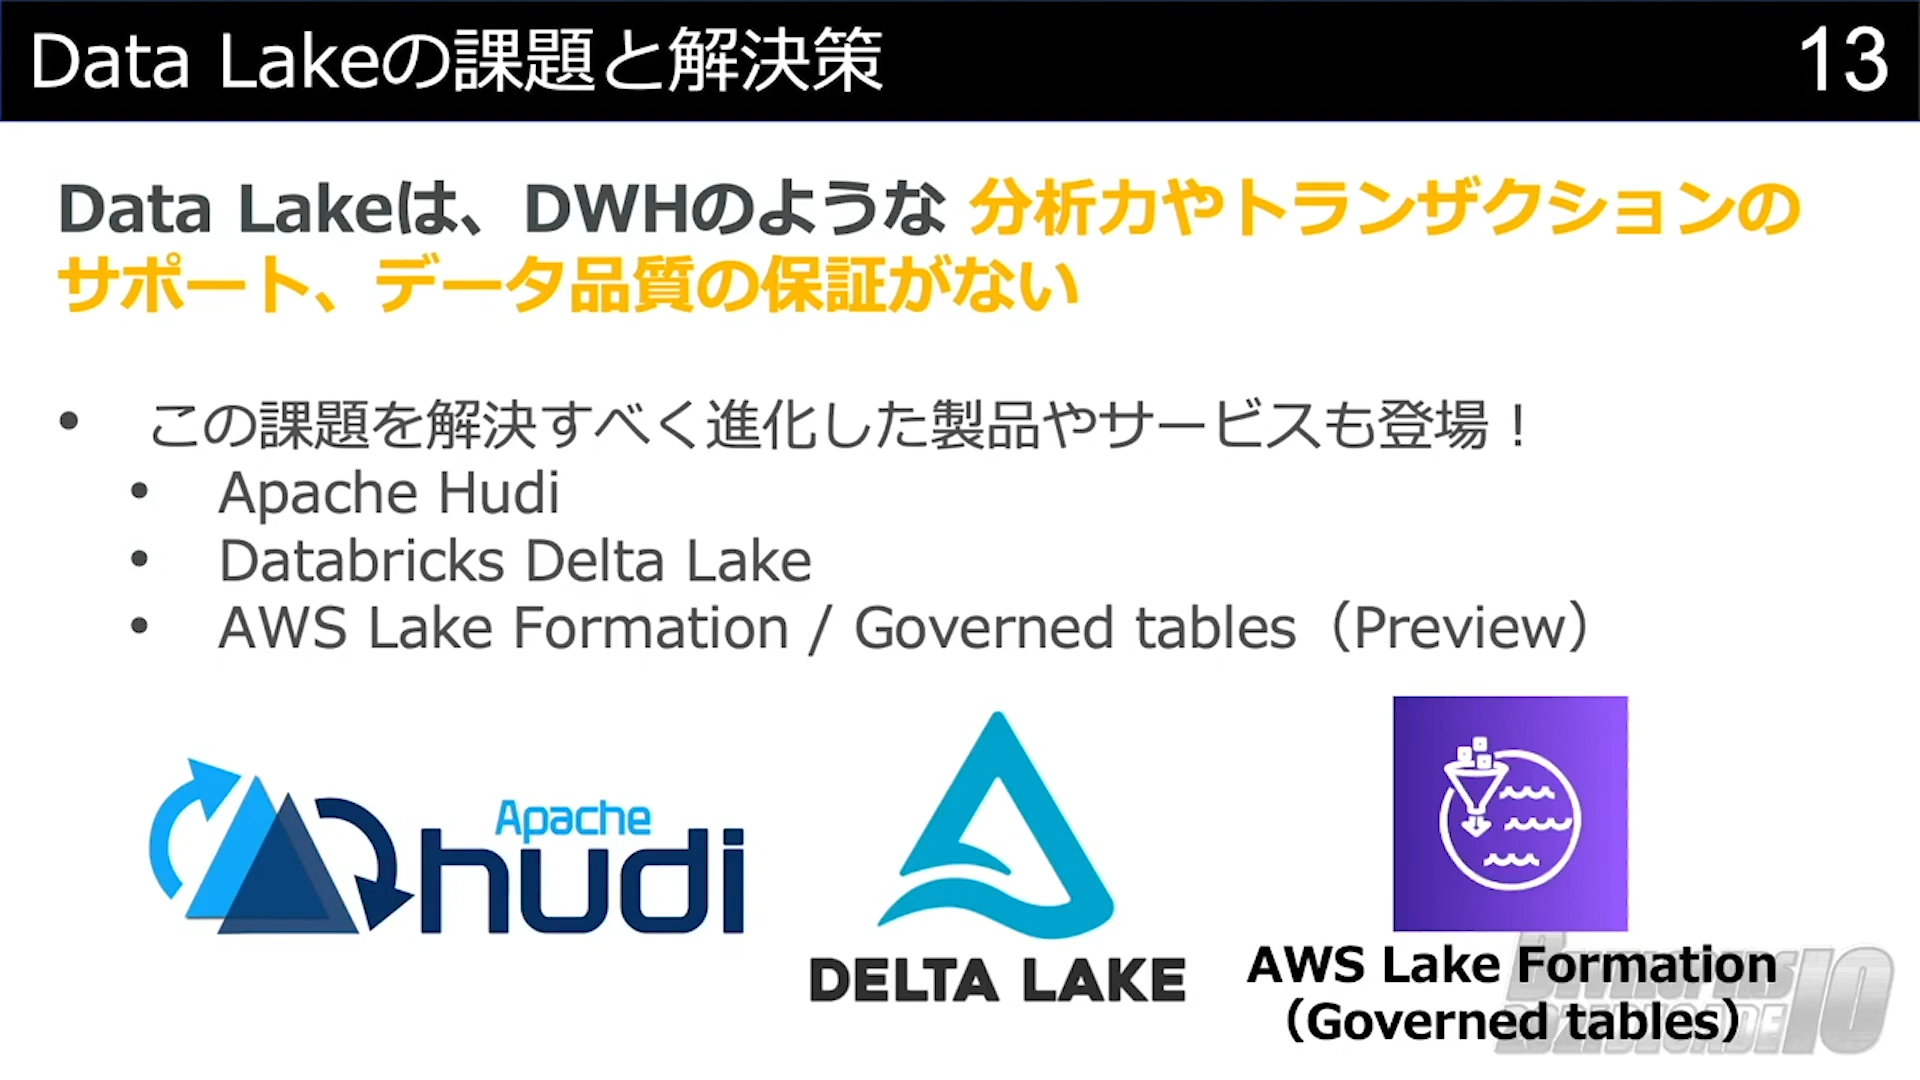 Data Lakeの課題と解決策
13
Data Lakeは、DWHのような 分析力やトランザクションの
サポート、データ品質の保証がない
• この課題を解決すべく進化した製品やサービスも登場！
• Apache Hudi
• Databricks Delta Lake
• AWS Lake Formation / Governed tables（Preview）
Apache
hudi
DELTA LAKE
AWS Lake Formation
（Governed tables）
10